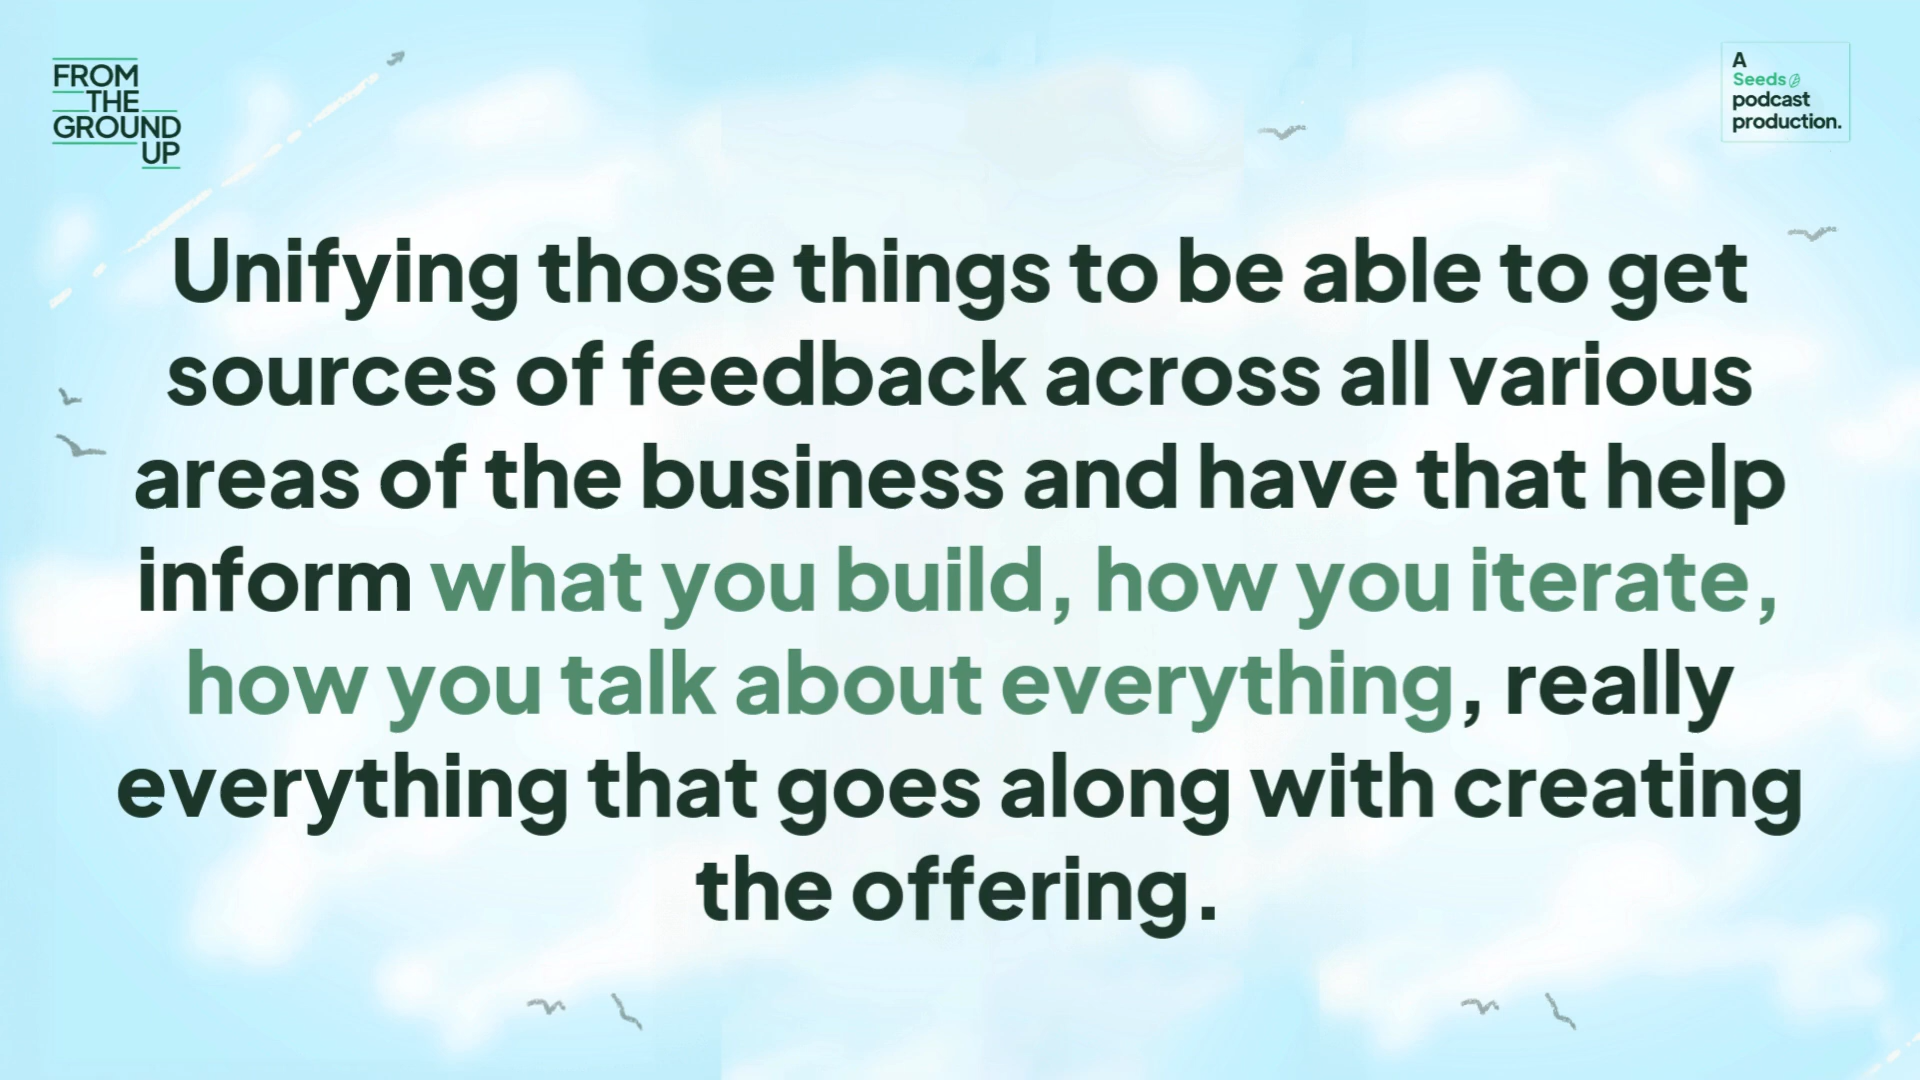 FROM
THE
GROUND
UP
A
Seeds
podcast
production.
Unifying those things to be able to get
sources of feedback across all various
areas of the business and have that help
inform what you build, how you iterate,
how you talk about everything, really
everything that goes along with creating
the offering.